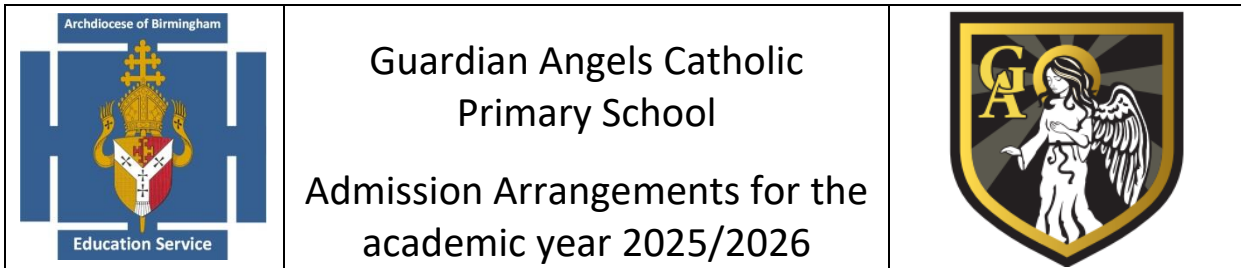 Archdiocese of Birmingham
Education Service
Guardian Angels Catholic
Primary School
Admission Arrangements for the
academic year 2025/2026
GA